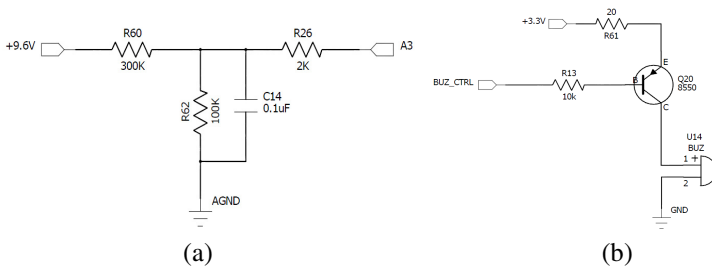 +9.6V
R60
300K
R26
2K
A3
R62
100K
C14
0.1uF
AGND
(a)
+3.3V
20
R61
BUZ_CTRL
R13
10k
B
E
C
Q20
8550
U14
BUZ
1 +
2
GND
(b)